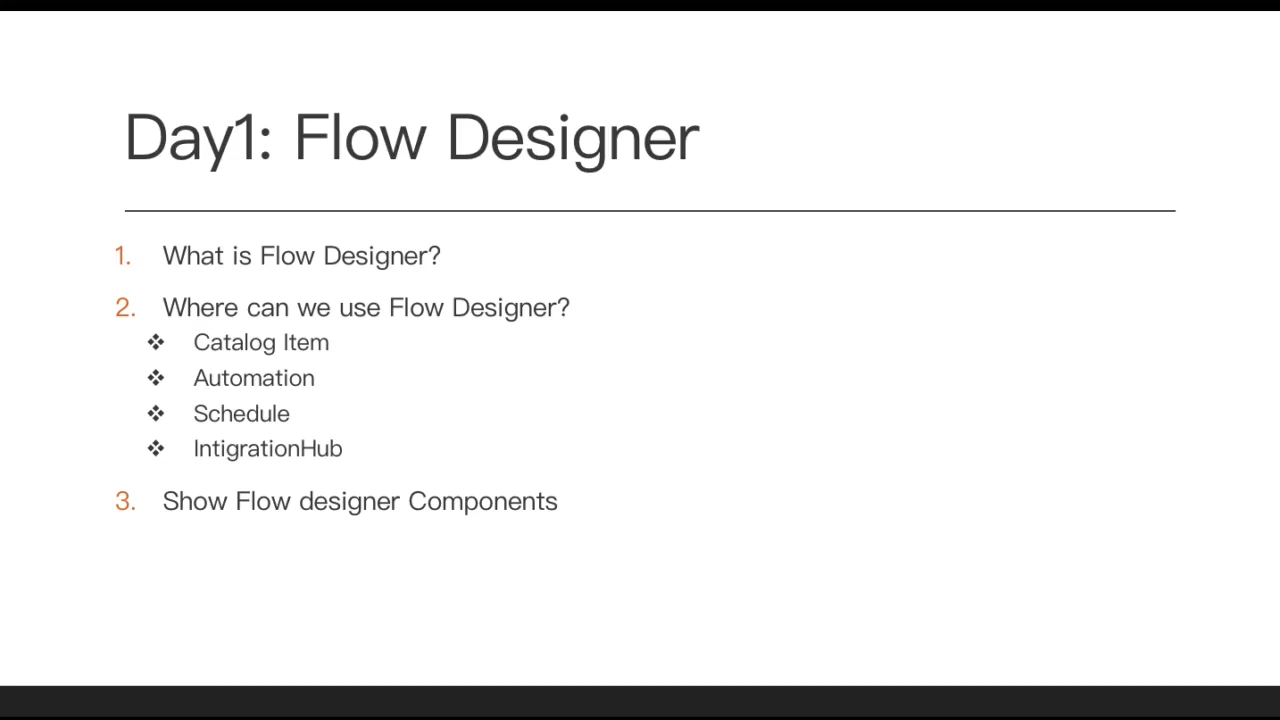 Day1: Flow Designer
1. What is Flow Designer?
2. Where can we use Flow Designer?
❖ Catalog Item
❖ Automation
❖ Schedule
❖ IntigrationHub
3. Show Flow designer Components